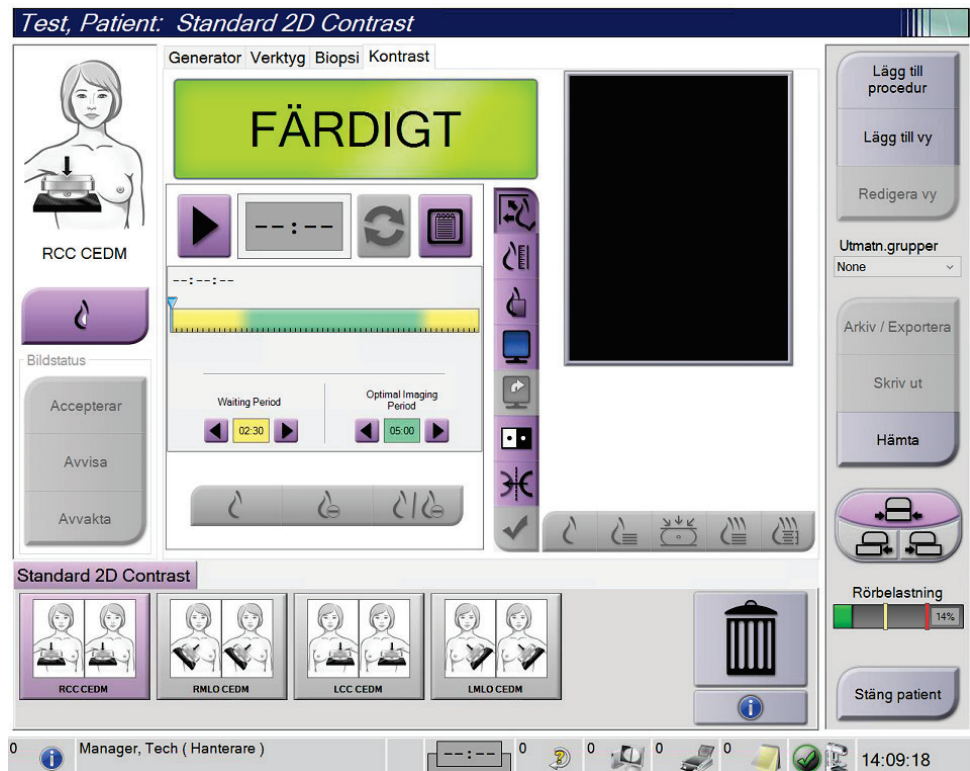 Test, Patient: Standard 2D Contrast
Generator Verktyg Biopsi Kontrast
FÄRDIGT
RCC CEDM
--:--
--:--:--
Waiting Period
Optimal Imaging
Period
02:30
05:00
Bildstatus
Accepterar
Avvisa
Avvakta
Lägg till
procedur
Lägg till vy
Redigera vy
Utmatn.grupper
None
Arkiv / Exportera
Skriv ut
Hämta
Rörbelastning
14%
Stäng patient
Standard 2D Contrast
RCC CEDM
RMLO CEDM
LCC CEDM
LMLO CEDM
0 Manager, Tech ( Hanterare ) --:-- 0 0 0 0 14:09:18